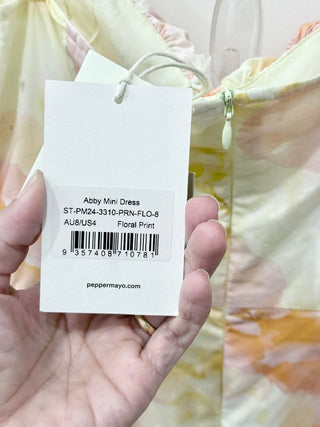 Abby Mini Dress
ST-PM24-3310-PRN-FLO-8
AU8/US4 Floral Print
9 357408 710781
peppermayo.com